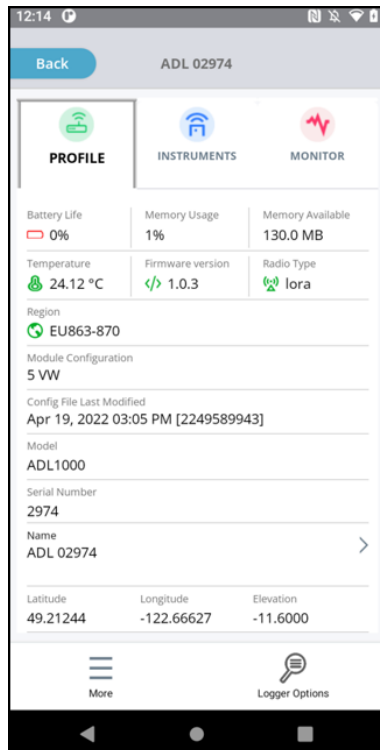 12:14
Back
ADL 02974
PROFILE
INSTRUMENTS
MONITOR
Battery Life
Memory Usage
Memory Available
0%
1%
130.0 MB
Temperature
Firmware version
Radio Type
24.12 °C
</> 1.0.3
lora
Region
EU863-870
Module Configuration
5 VW
Config File Last Modified
Apr 19, 2022 03:05 PM [2249589943]
Model
ADL1000
Serial Number
2974
Name
ADL 02974
Latitude
Longitude
Elevation
49.21244
-122.66627
-11.6000
More
Logger Options